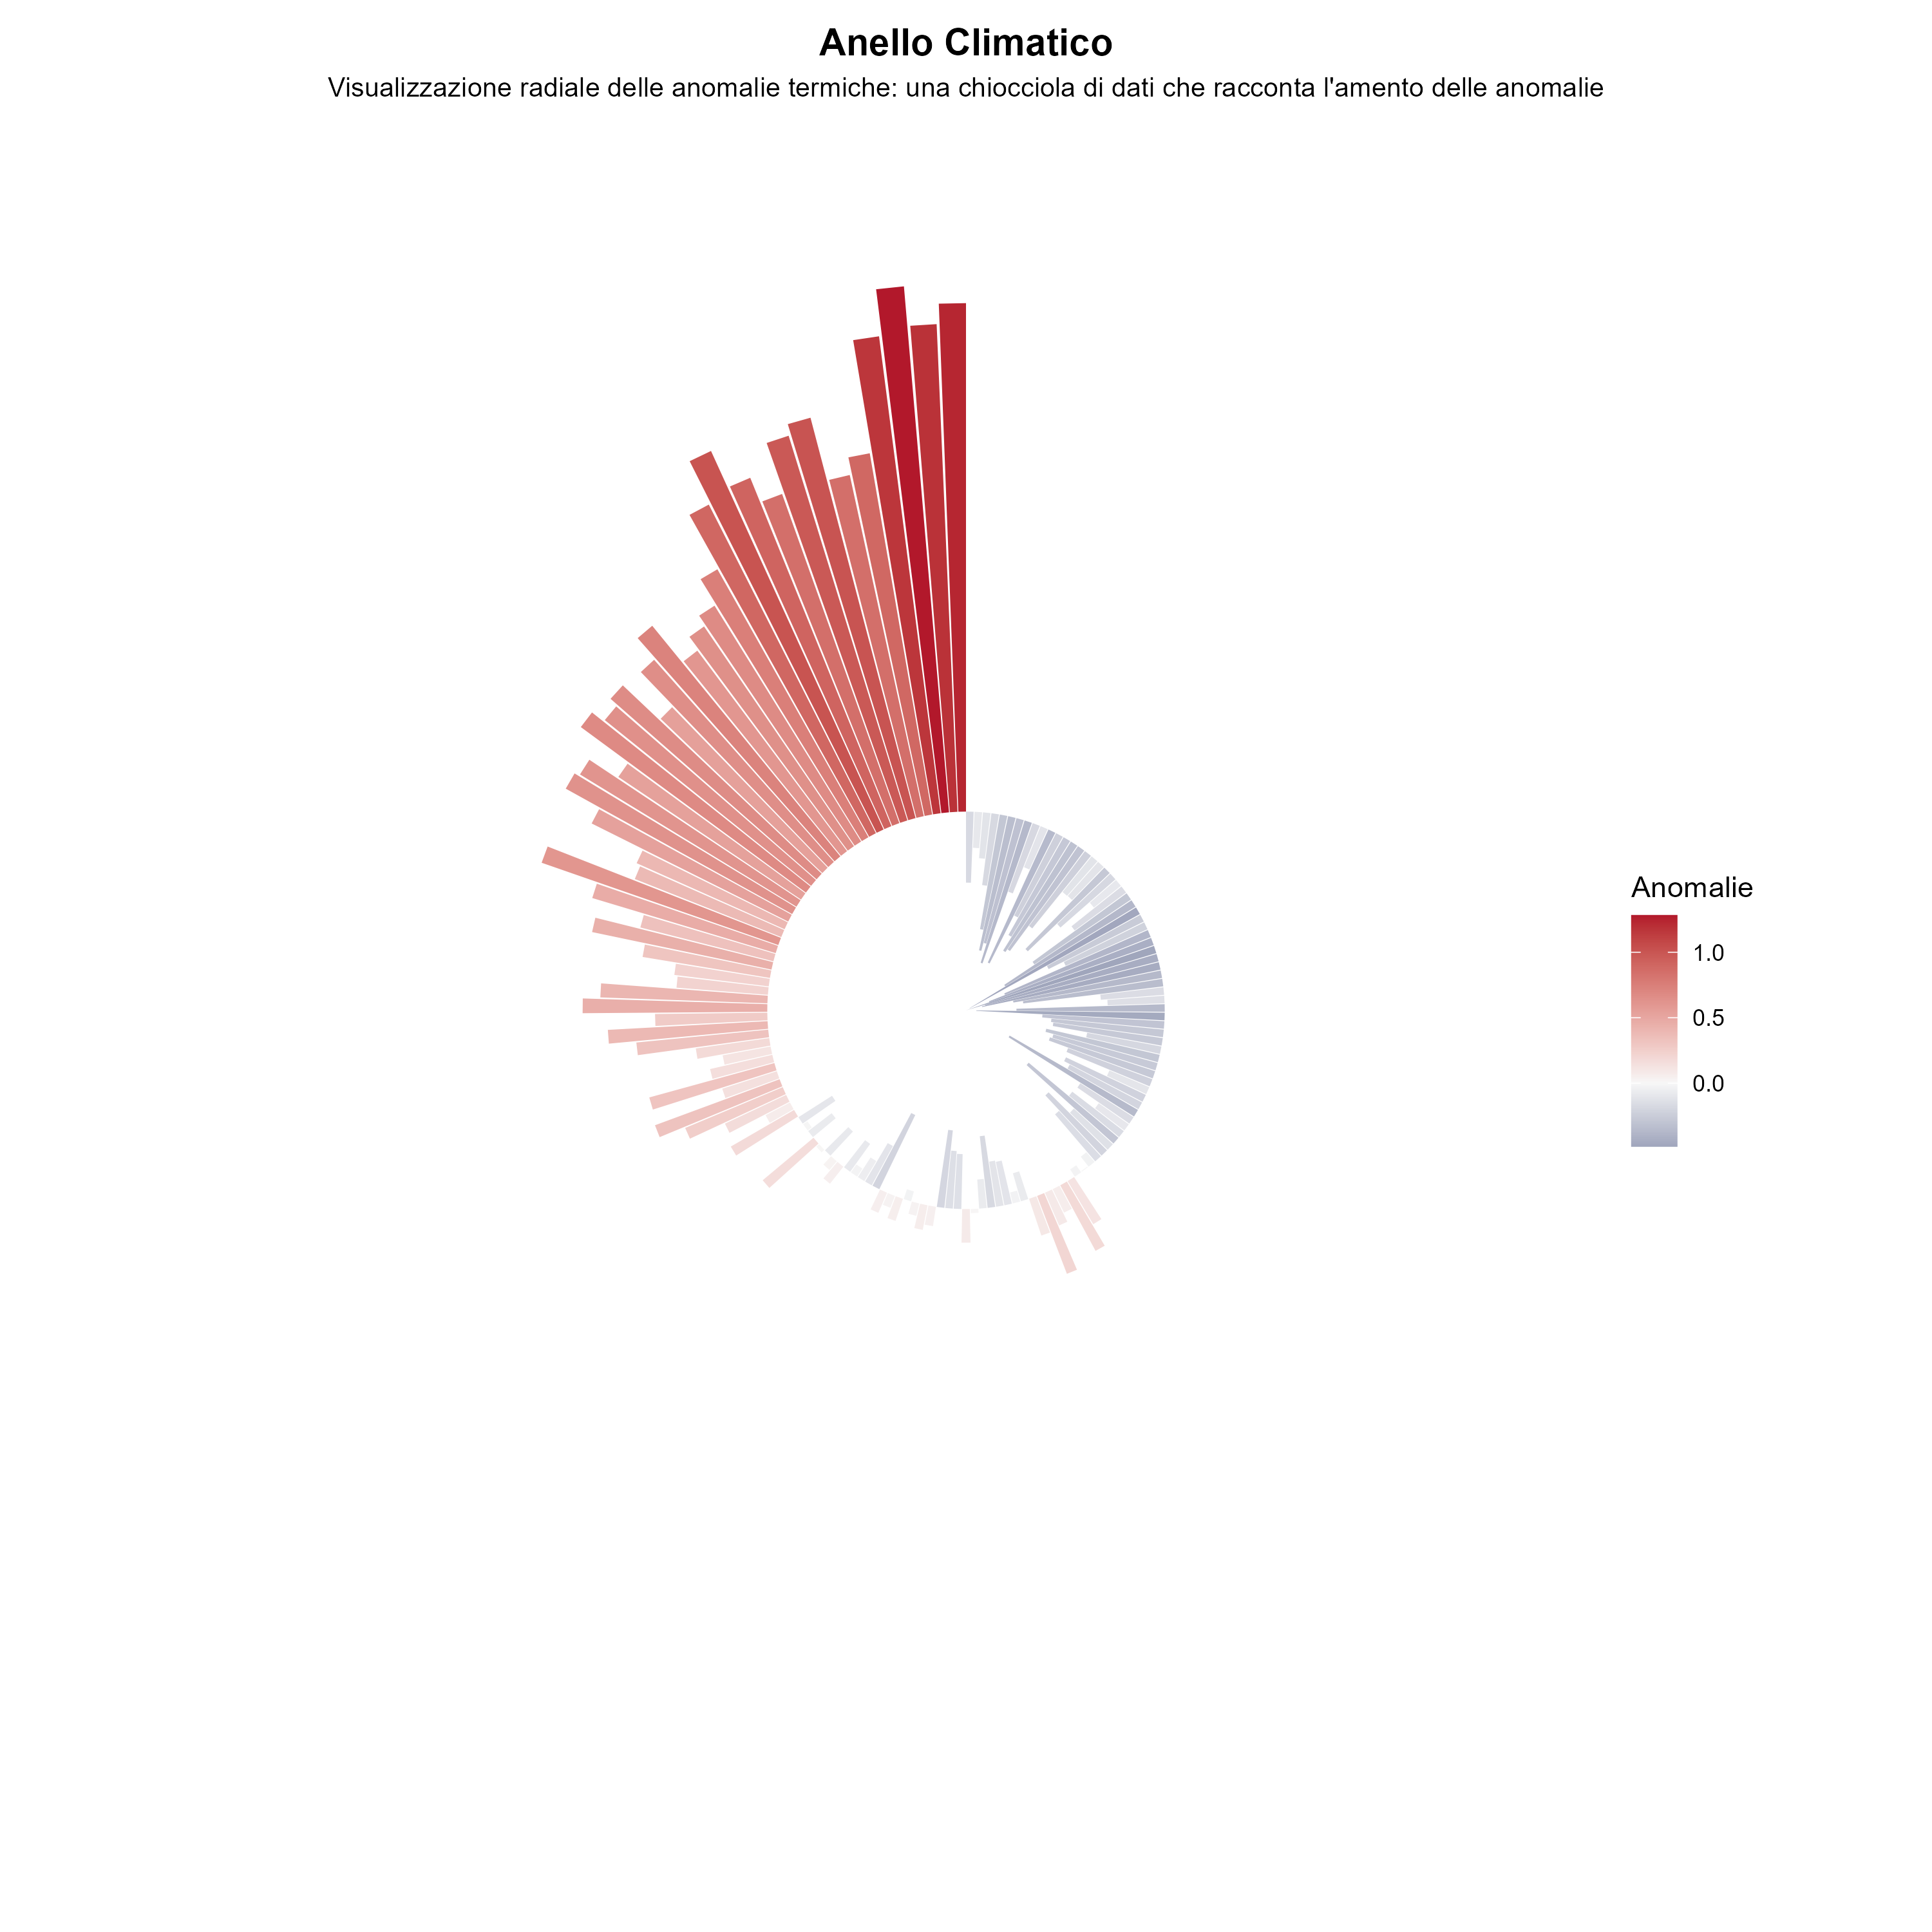 Anello Climatico
Visualizzazione radiale delle anomalie termiche: una chiocciola di dati che racconta l'amento delle anomalie
Anomalie
1.0
0.5
0.0